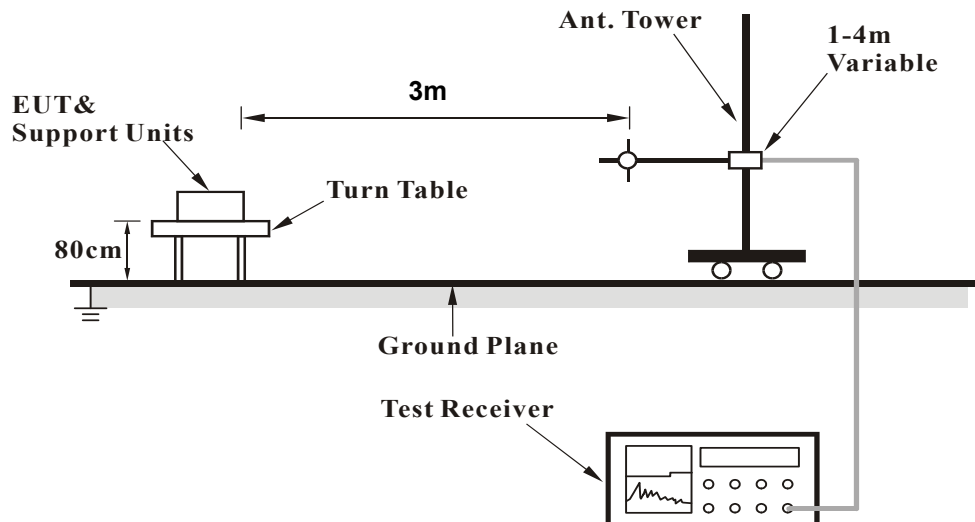 Ant. Tower
1-4m
Variable
3m
EUT&
Support Units
Turn Table
80cm
Ground Plane
Test Receiver